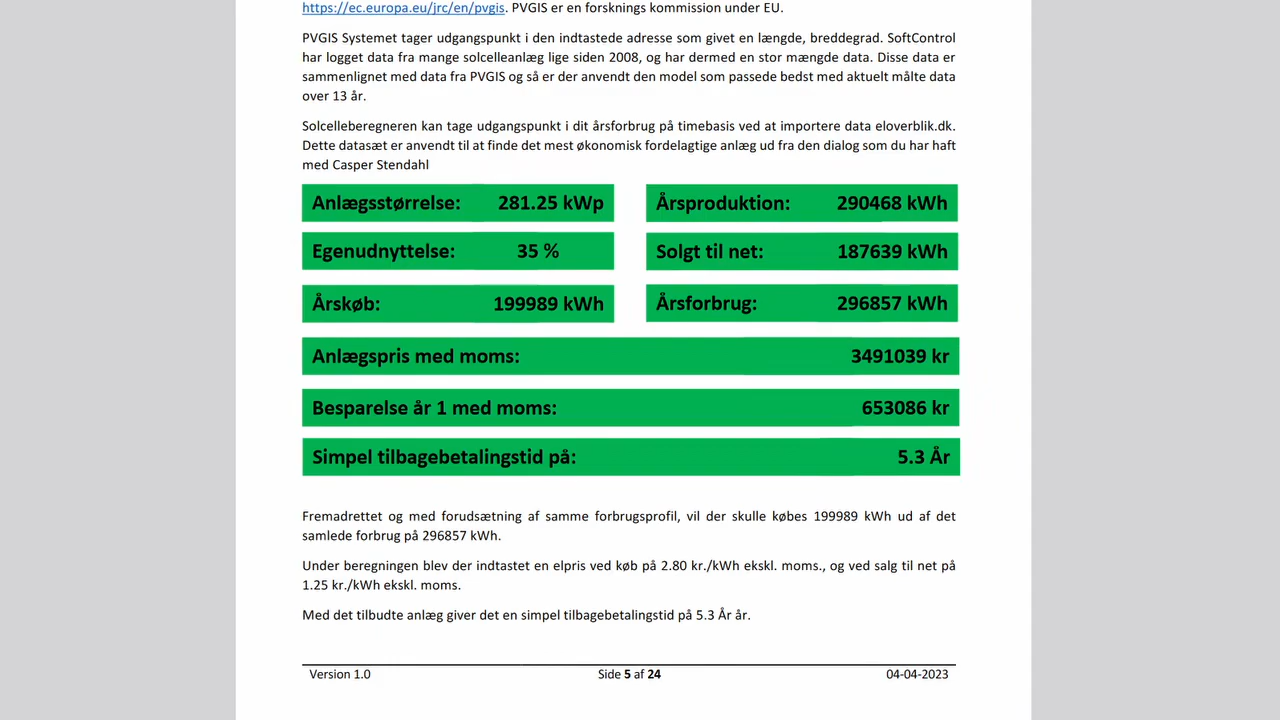 https://ec.europa.eu/jrc/en/pvgis. PVGIS er en forsknings kommission under EU.
PVGIS Systemet tager udgangspunkt i den indtastede adresse som givet en længde, breddegrad. SoftControl
har logget data fra mange solcelleanlæg lige siden 2008, og har dermed en stor mængde data. Disse data er
sammenlignet med data fra PVGIS og så er der anvendt den model som passede bedst med aktuelt målte data
over 13 år.
Solcelleberegneren kan tage udgangspunkt i dit årsforbrug på timebasis ved at importere data eloverblik.dk.
Dette datasæt er anvendt til at finde det mest økonomisk fordelagtige anlæg ud fra den dialog som du har haft
med Casper Stendahl
Anlægsstørrelse: 281.25 kWp Årsproduktion: 290468 kWh
Egenudnyttelse: 35 % Solgt til net: 187639 kWh
Årskøb: 199989 kWh Årsforbrug: 296857 kWh
Anlægspris med moms: 3491039 kr
Besparelse år 1 med moms: 653086 kr
Simpel tilbagebetalingstid på: 5.3 År
Fremadrettet og med forudsætning af samme forbrugsprofil, vil der skulle købes 199989 kWh ud af det
samlede forbrug på 296857 kWh.
Under beregningen blev der indtastet en elpris ved køb på 2.80 kr./kWh ekskl. moms., og ved salg til net på
1.25 kr./kWh ekskl. moms.
Med det tilbudte anlæg giver det en simpel tilbagebetalingstid på 5.3 År år.
Version 1.0 Side 5 af 24 04-04-2023